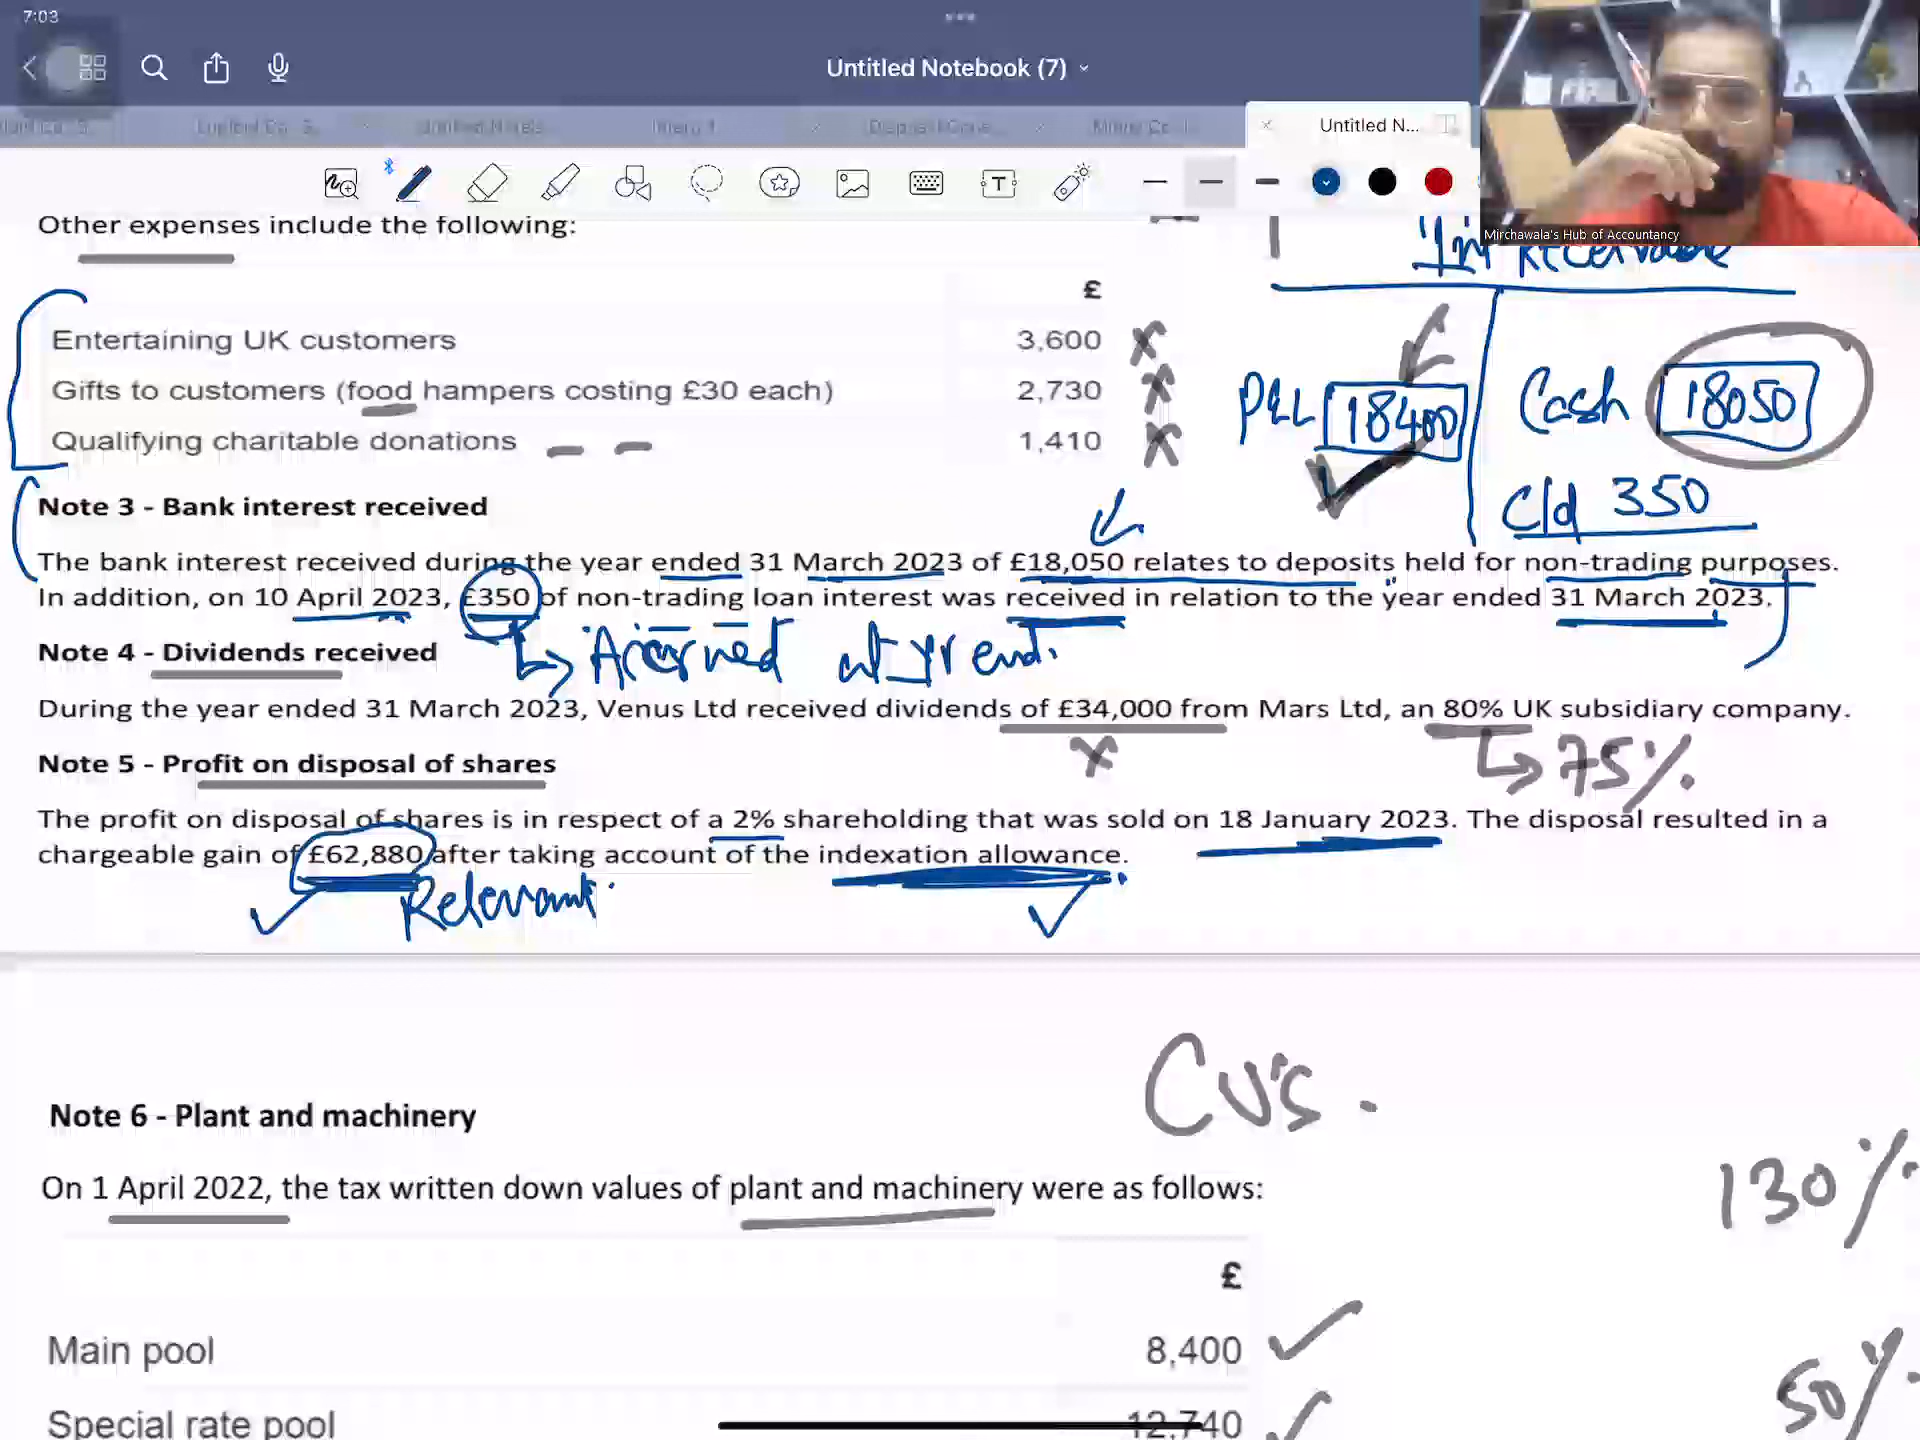 7:03
Untitled Notebook (7)
Untitled N...
Mirchawala's Hub of Accountancy
Other expenses include the following:
£
Entertaining UK customers 3,600 x
Gifts to customers (food hampers costing £30 each) 2,730 x
Qualifying charitable donations 1,410 x
Int Receivable
P&L 18400 Cash 18050
C/d 350
Note 3 - Bank interest received
The bank interest received during the year ended 31 March 2023 of £18,050 relates to deposits held for non-trading purposes.
In addition, on 10 April 2023, £350 of non-trading loan interest was received in relation to the year ended 31 March 2023.
Accrued at yr end.
Note 4 - Dividends received
During the year ended 31 March 2023, Venus Ltd received dividends of £34,000 from Mars Ltd, an 80% UK subsidiary company.
x 75%
Note 5 - Profit on disposal of shares
The profit on disposal of shares is in respect of a 2% shareholding that was sold on 18 January 2023. The disposal resulted in a
chargeable gain of £62,880 after taking account of the indexation allowance.
Relevant
Note 6 - Plant and machinery
130%
On 1 April 2022, the tax written down values of plant and machinery were as follows:
£
Main pool 8,400
Special rate pool 12,740
50%